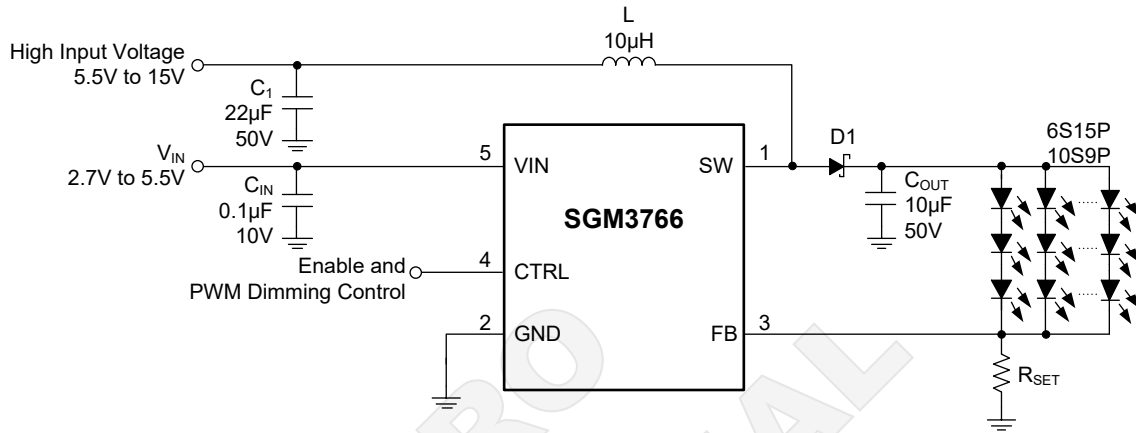 L
10µH
High Input Voltage
5.5V to 15V
C1
22µF
50V
VIN
2.7V to 5.5V
CIN
0.1µF
10V
Enable and
PWM Dimming Control
5
VIN
SW
1
SGM3766
4
CTRL
2
GND
FB
3
D1
COUT
10µF
50V
6S15P
10S9P
RSET